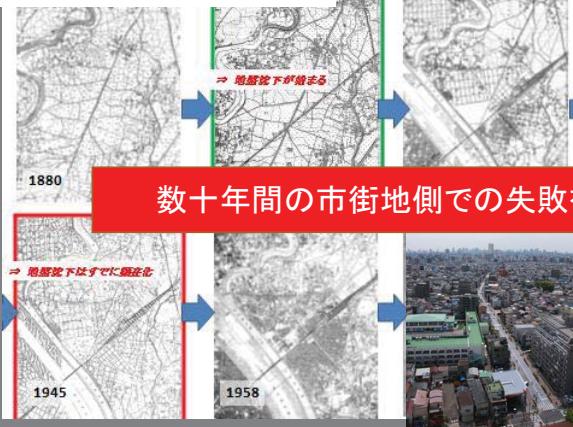 ⇒ 地盤沈下が始まる
1880
数十年間の市街地側での失敗
⇒ 地盤沈下はすでに顕在化
1945
1958